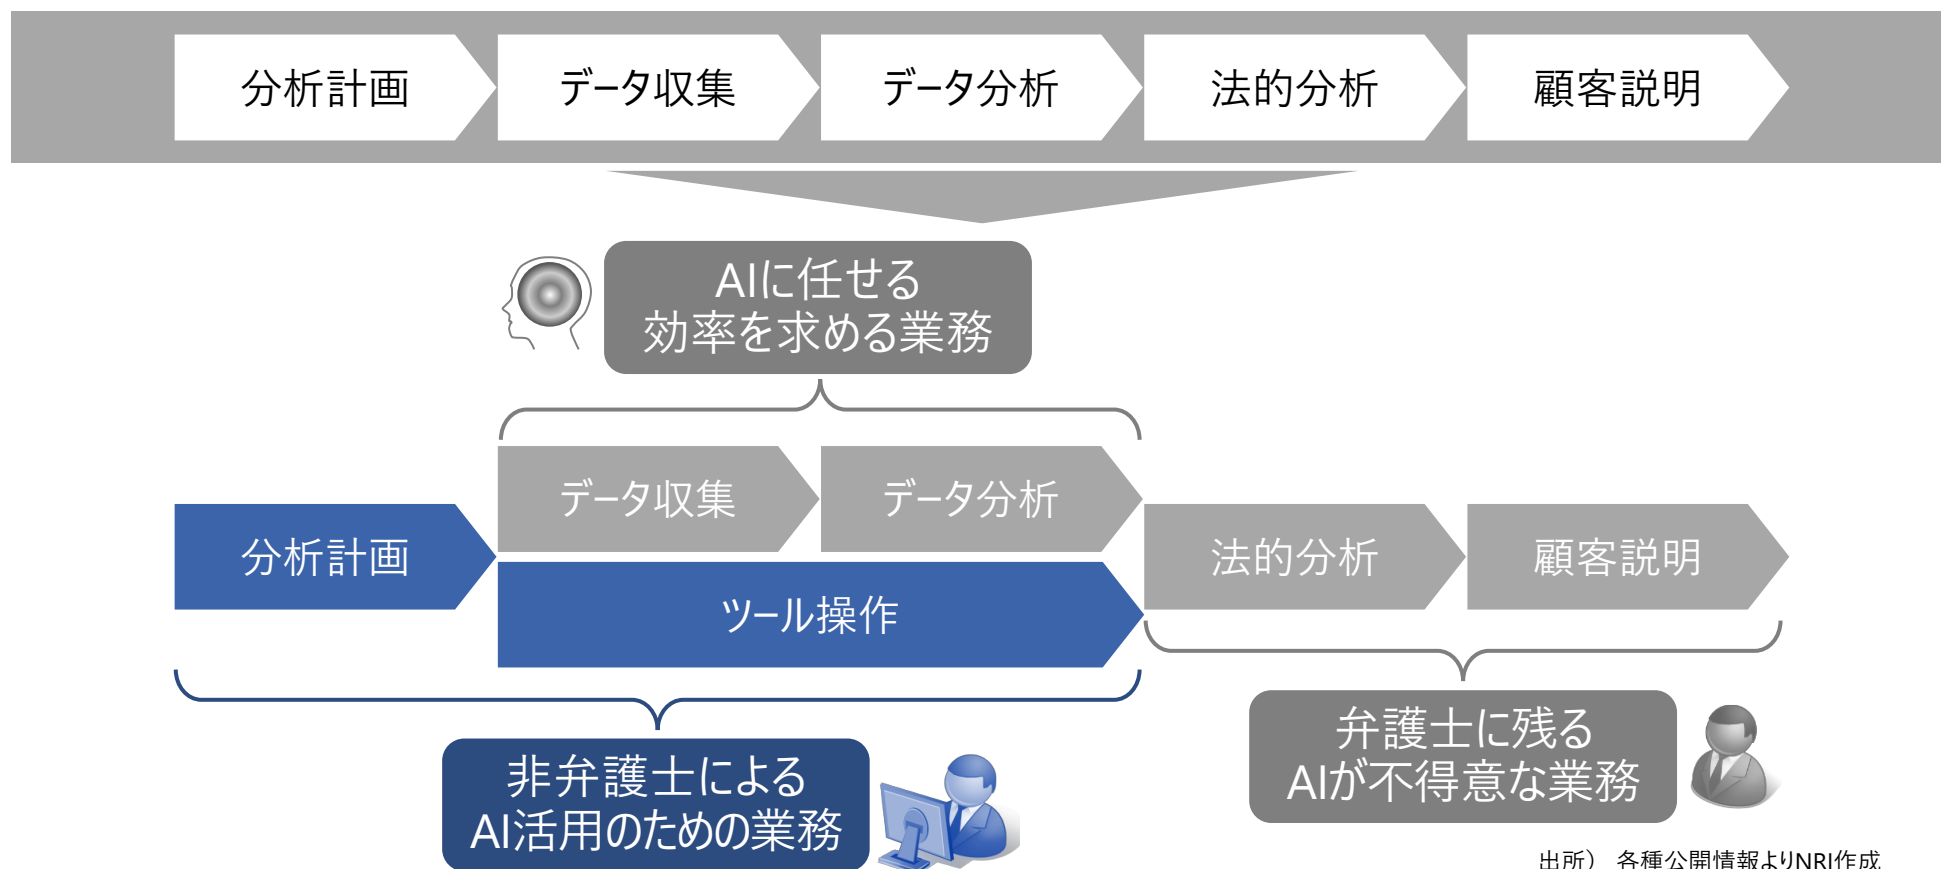 分析計画
データ収集
データ分析
法的分析
顧客説明
AIに任せる
効率を求める業務
データ収集
データ分析
分析計画
ツール操作
法的分析
顧客説明
非弁護士による
AI活用のための業務
弁護士に残る
AIが不得意な業務
出所） 各種公開情報よりNRI作成